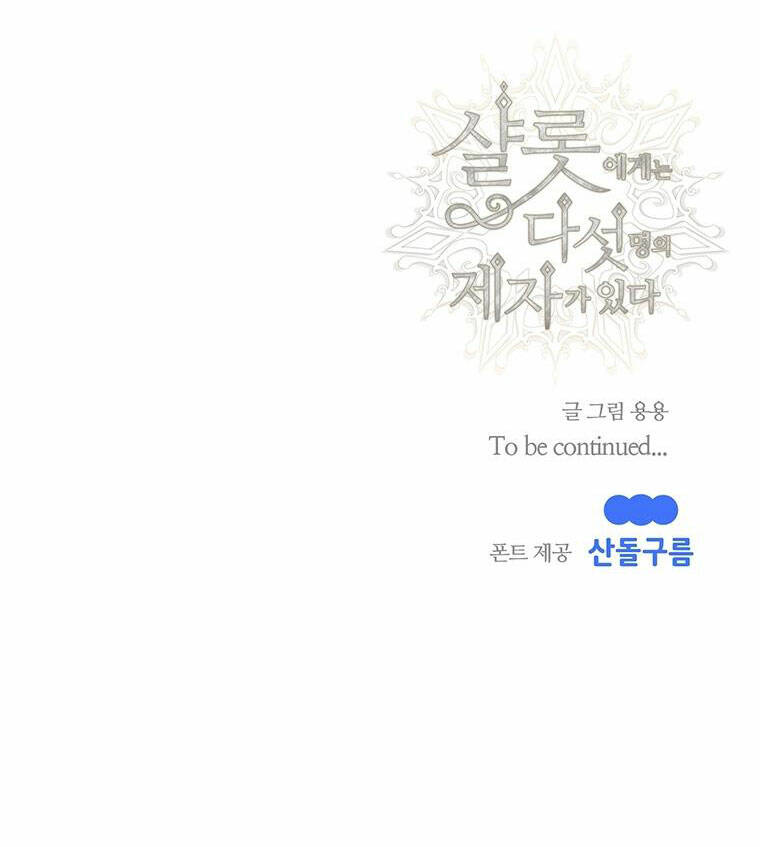 샬롯에게는
다섯명의
제자가 있다
글 그림 용용
To be continued...
폰트 제공 산돌구름